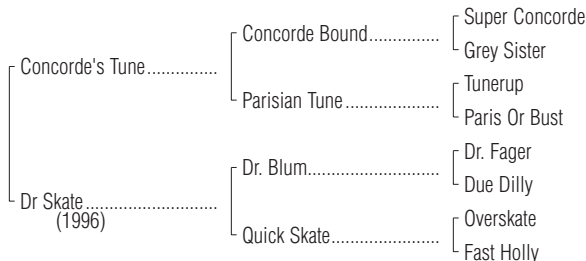 Super Concorde
Concorde Bound...............
Grey Sister
Concorde's Tune...............
Tunerup
Parisian Tune....................
Paris Or Bust
Dr. Fager
Dr. Blum............................
Due Dilly
Dr Skate............................
(1996)
Overskate
Quick Skate.......................
Fast Holly